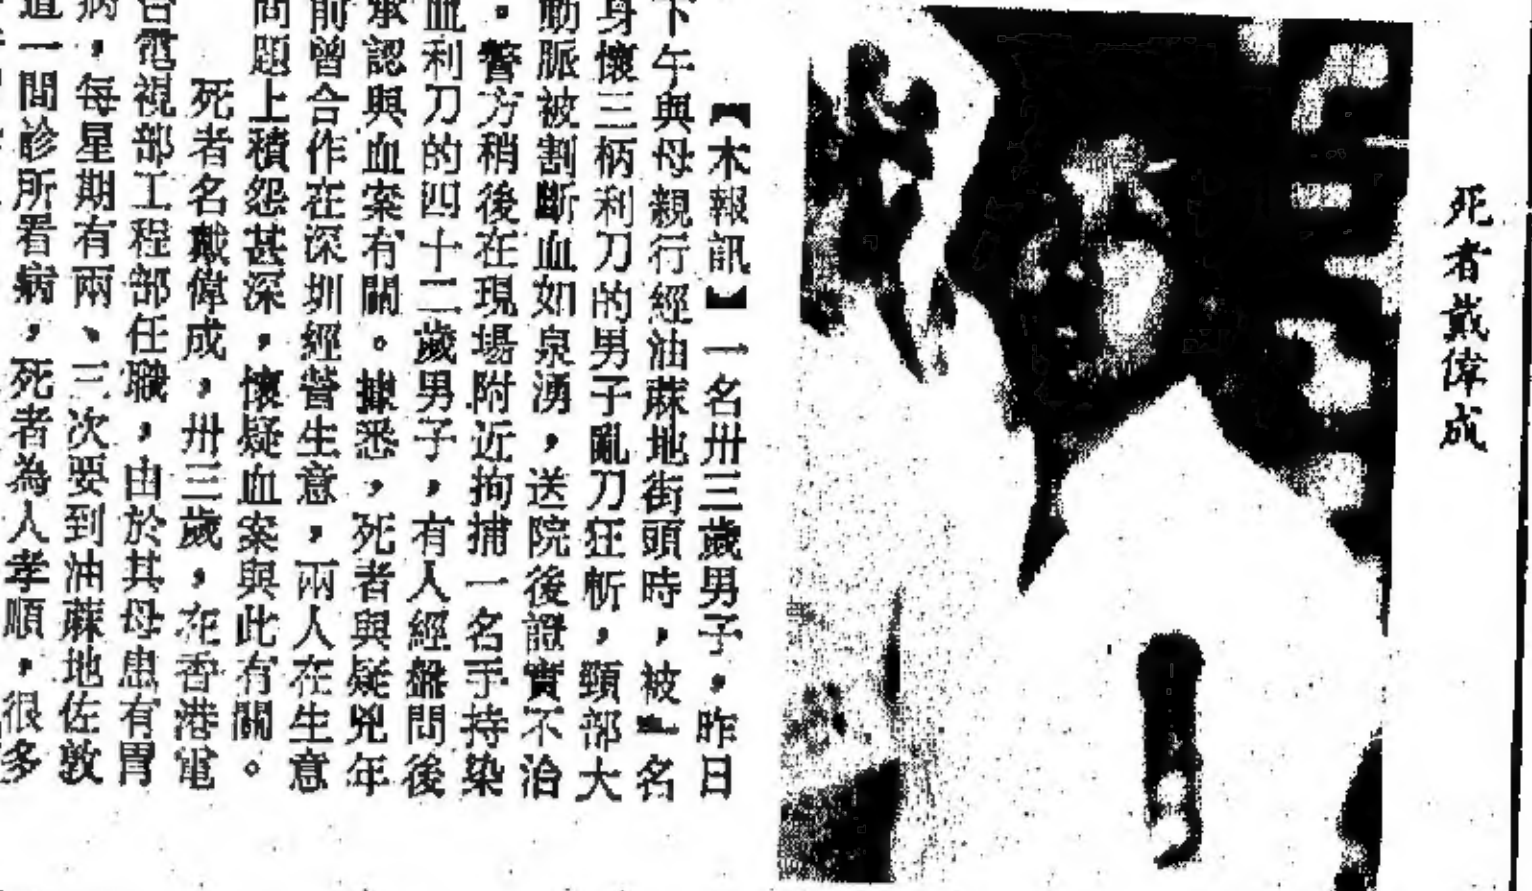 死者戴偉成
【本報訊】一名卅三歲男子，昨日
下午與母親行經油蔴地街頭時，被一名
身懷三柄利刀的男子亂刀狂斬，頸部大
動脈被割斷血如泉湧，送院後證實不治
。警方稍後在現場附近拘捕一名手持染
血利刀的四十二歲男子，有人經盤問後
承認與血案有關。據悉，死者與疑兇年
前曾合作在深圳經營生意，兩人在生意
問題上積怨甚深，懷疑血案與此有關。
死者名戴偉成，卅三歲，在香港電
台電視部工程部任職，由於其母患有胃
病，每星期有兩、三次要到油蔴地佐敦
道一間診所看病，死者為人孝順，很多